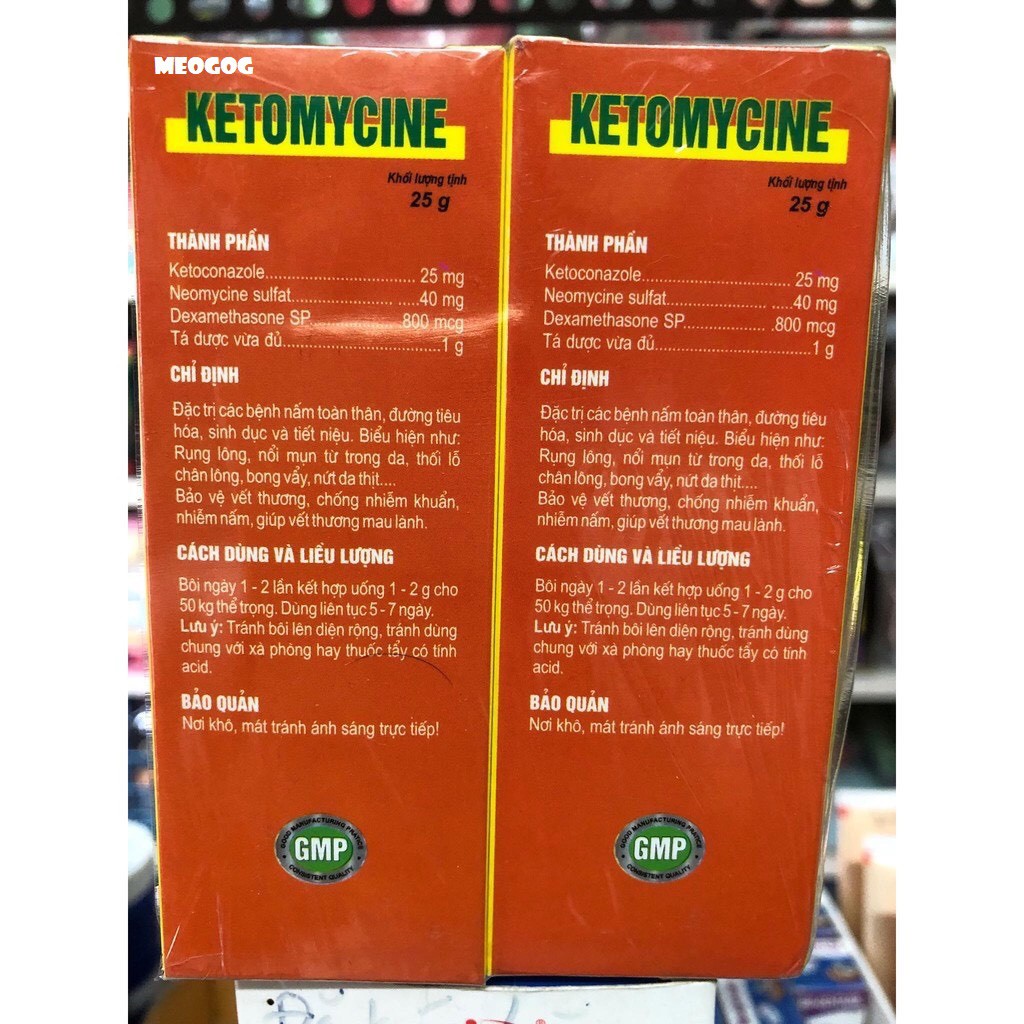 MEOGOG
KETOMYCINE
Khối lượng tịnh
25 g
THÀNH PHẦN
Ketoconazole.............................. 25 mg
Neomycine sulfat.................... .....40 mg
Dexamethasone SP................ .800 mcg
Tá dược vừa đủ................................1 g
CHỈ ĐỊNH
Đặc trị các bệnh nấm toàn thân, đường tiêu
hóa, sinh dục và tiết niệu. Biểu hiện như:
Rụng lông, nổi mụn từ trong da, thối lỗ
chân lông, bong vẩy, nứt da thịt....
Bảo vệ vết thương, chống nhiễm khuẩn,
nhiễm nấm, giúp vết thương mau lành.
CÁCH DÙNG VÀ LIỀU LƯỢNG
Bôi ngày 1 - 2 lần kết hợp uống 1 - 2 g cho
50 kg thể trọng. Dùng liên tục 5 - 7 ngày.
Lưu ý: Tránh bôi lên diện rộng, tránh dùng
chung với xà phòng hay thuốc tẩy có tính
acid.
BẢO QUẢN
Nơi khô, mát tránh ánh sáng trực tiếp!
GOOD MANUFACTURING PRATICE
GMP
CONSISTENT QUALITY
KETOMYCINE
Khối lượng tịnh
25 g
THÀNH PHẦN
Ketoconazole.............................. 25 mg
Neomycine sulfat.................... .....40 mg
Dexamethasone SP................ .800 mcg
Tá dược vừa đủ................................1 g
CHỈ ĐỊNH
Đặc trị các bệnh nấm toàn thân, đường tiêu
hóa, sinh dục và tiết niệu. Biểu hiện như:
Rụng lông, nổi mụn từ trong da, thối lỗ
chân lông, bong vẩy, nứt da thịt....
Bảo vệ vết thương, chống nhiễm khuẩn,
nhiễm nấm, giúp vết thương mau lành.
CÁCH DÙNG VÀ LIỀU LƯỢNG
Bôi ngày 1 - 2 lần kết hợp uống 1 - 2 g cho
50 kg thể trọng. Dùng liên tục 5 - 7 ngày.
Lưu ý: Tránh bôi lên diện rộng, tránh dùng
chung với xà phòng hay thuốc tẩy có tính
acid.
BẢO QUẢN
Nơi khô, mát tránh ánh sáng trực tiếp!
GOOD MANUFACTURING PRATICE
GMP
CONSISTENT QUALITY